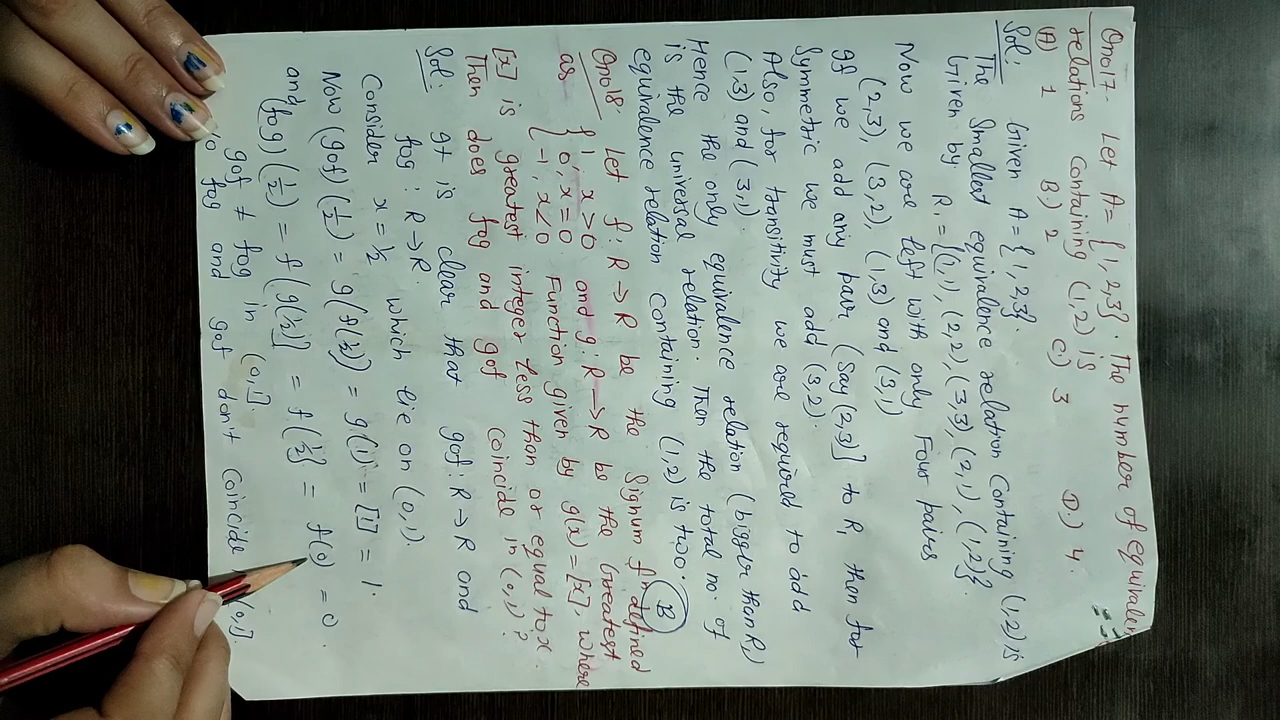 Qno17. Let A = {1, 2, 3}. The number of equivalen
relations containing (1,2) is
(A) 1 B.) 2 C.) 3 D.) 4.
Sol: Given A = {1, 2, 3}.
The Smallest equivalence relation Containing (1,2) is
Given by R₁ = {(1,1), (2,2), (3,3), (2,1), (1,2)}.
Now we are left with only Four pairs
(2,3), (3,2), (1,3) and (3,1)
If we add any pair (Say (2,3)] to R₁ then for
Symmetric we must add (3,2).
Also, for transitivity we are required to add
(1,3) and (3,1).
Hence the only equivalence relation (bigger than R₁)
is the universal relation. Then the total no. of
equivalence relation containing (1,2) is two. (B)
Qno18. Let f: R → R be the Signum fⁿ defined
as { 1, x>0 and g: R → R be the Greatest
0, x=0 Function given by g(x) = [x], where
-1, x<0
[x] is greatest integer less than or equal to x.
Then does fog and gof coincide in (0,1)?
Sol: It is clear that gof: R → R and
fog: R → R.
Consider x = ½ which lie on (0,1).
Now (gof)(½) = g(f(½)) = g(1) = [1] = 1.
and (fog)(½) = f[g(½)] = f[½] = f(0) = 0.
gof ≠ fog in (0,1].
fog and gof don't Coincide (0,1].